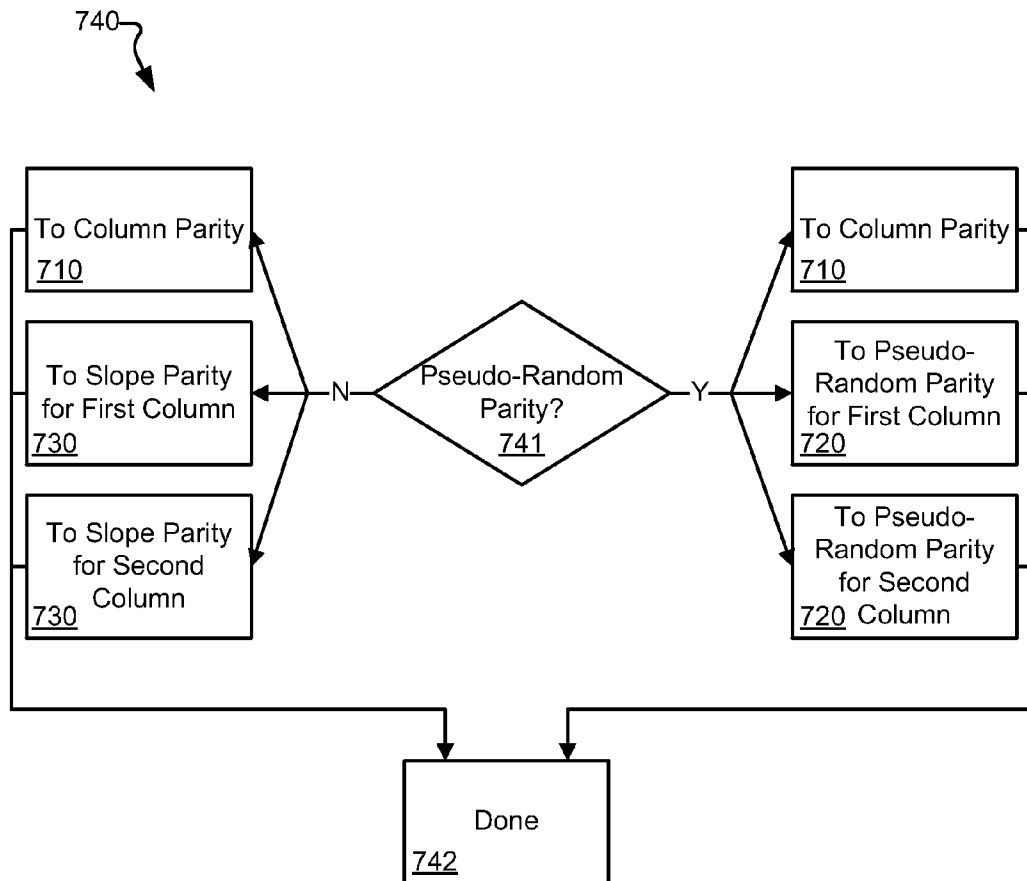 740
To Column Parity
710
To Slope Parity
for First Column
730
To Slope Parity
for Second
Column
730
N
Pseudo-Random
Parity?
741
Y
To Column Parity
710
To Pseudo-
Random Parity
for First Column
720
To Pseudo-
Random Parity
for Second
Column
720
Done
742